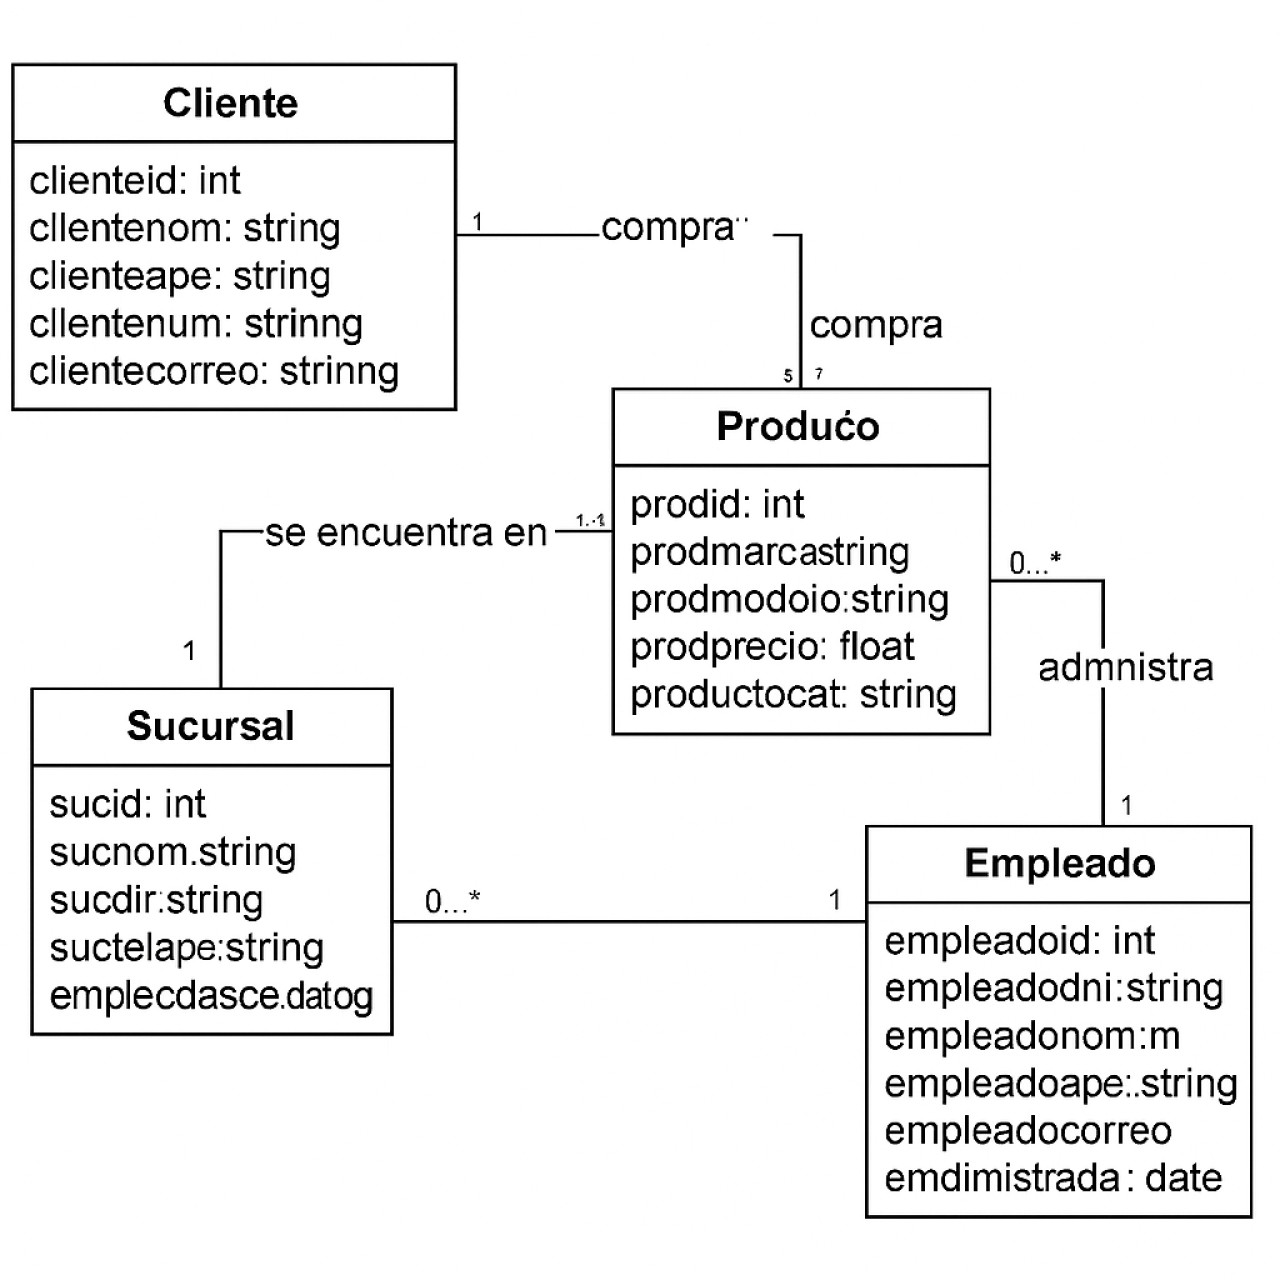 Cliente
clienteid: int
cllentenom: string
clienteape: string
cllentenum: strinng
clientecorreo: strinng
1
compra
compra
5 7
Produćo
prodid: int
prodmarcastring
prodmodoio:string
prodprecio: float
productocat: string
se encuentra en
1
0...*
admnistra
1
Sucursal
sucid: int
sucnom.string
sucdir:string
suctelape:string
emplecdasce.datog
0...*
1
Empleado
empleadoid: int
empleadodni:string
empleadonom:m
empleadoape:.string
empleadocorreo
emdimistrada: date